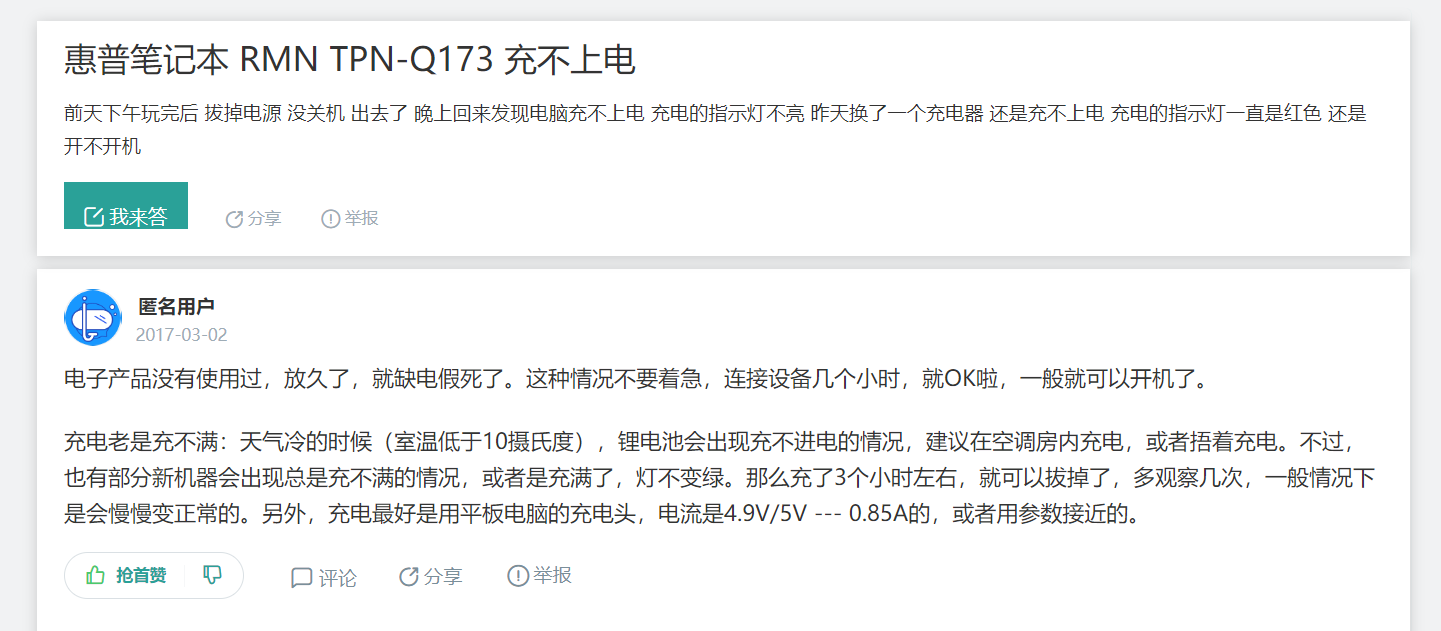 惠普笔记本 RMN TPN-Q173 充不上电
前天下午玩完后 拔掉电源 没关机 出去了 晚上回来发现电脑充不上电 充电的指示灯不亮 昨天换了一个充电器 还是充不上电 充电的指示灯一直是红色 还是
开不开机
我来答 分享 举报
匿名用户
2017-03-02
电子产品没有使用过，放久了，就缺电假死了。这种情况不要着急，连接设备几个小时，就OK啦，一般就可以开机了。
充电老是充不满：天气冷的时候（室温低于10摄氏度），锂电池会出现充不进电的情况，建议在空调房内充电，或者捂着充电。不过，
也有部分新机器会出现总是充不满的情况，或者是充满了，灯不变绿。那么充了3个小时左右，就可以拔掉了，多观察几次，一般情况下
是会慢慢变正常的。另外，充电最好是用平板电脑的充电头，电流是4.9V/5V --- 0.85A的，或者用参数接近的。
抢首赞 评论 分享 举报